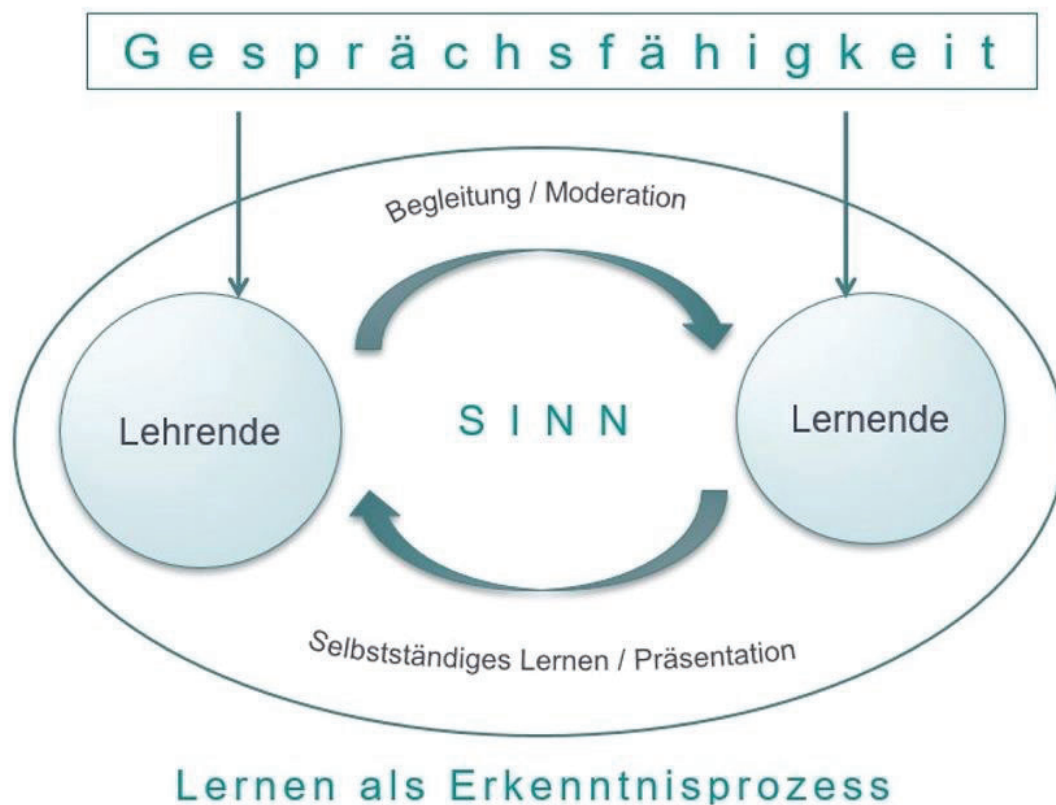 Gesprächsfähigkeit
Begleitung / Moderation
Lehrende
SINN
Lernende
Selbstständiges Lernen / Präsentation
Lernen als Erkenntnisprozess